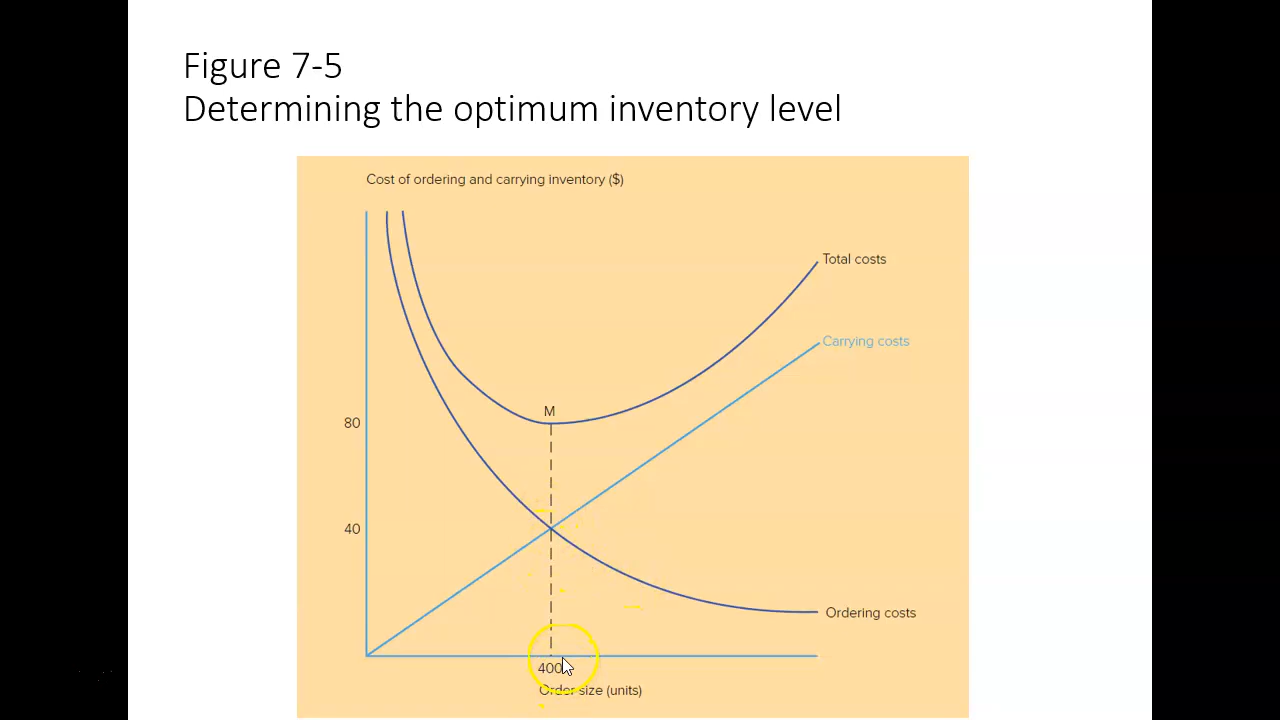 Figure 7-5
Determining the optimum inventory level
Cost of ordering and carrying inventory ($)
Total costs
Carrying costs
M
80
40
Ordering costs
400
Order size (units)